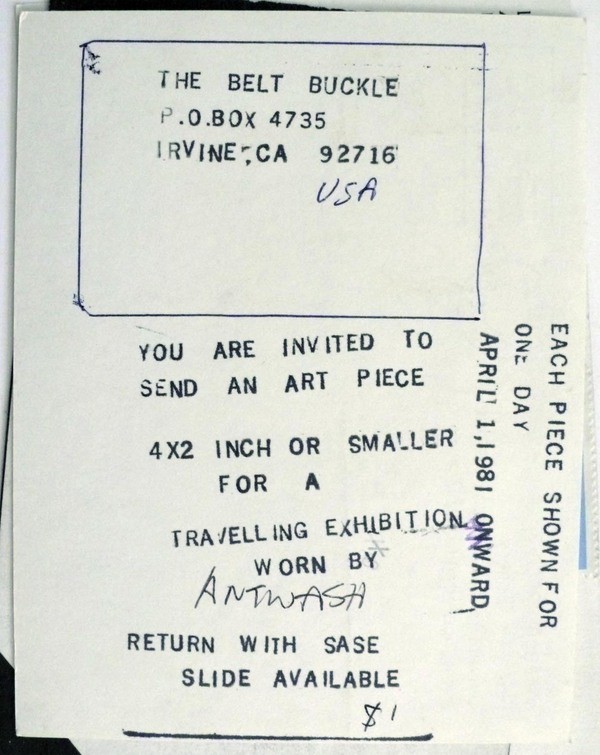 THE BELT BUCKLE
P.O.BOX 4735
IRVINE, CA 92716
USA
YOU ARE INVITED TO
SEND AN ART PIECE
4X2 INCH OR SMALLER
FOR A
TRAVELLING EXHIBITION
WORN BY
ANTWASH
RETURN WITH SASE
SLIDE AVAILABLE
$1
EACH PIECE SHOWN FOR
ONE DAY
APRIL 1,1981 ONWARD